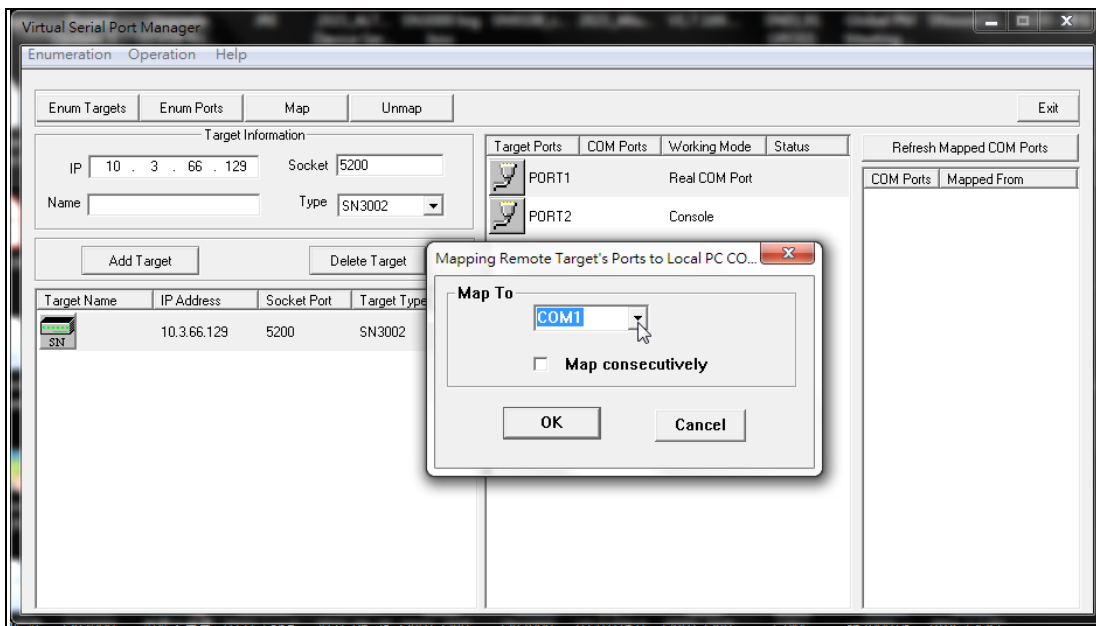 Virtual Serial Port Manager
Enumeration Operation Help
Enum Targets Enum Ports Map Unmap Exit
Target Information
IP 10 . 3 . 66 . 129 Socket 5200
Name Type SN3002
Add Target Delete Target
Target Name IP Address Socket Port Target Type
SN 10.3.66.129 5200 SN3002
Target Ports COM Ports Working Mode Status
PORT1 Real COM Port
PORT2 Console
Refresh Mapped COM Ports
COM Ports Mapped From
Mapping Remote Target's Ports to Local PC CO...
Map To
COM1
Map consecutively
OK Cancel